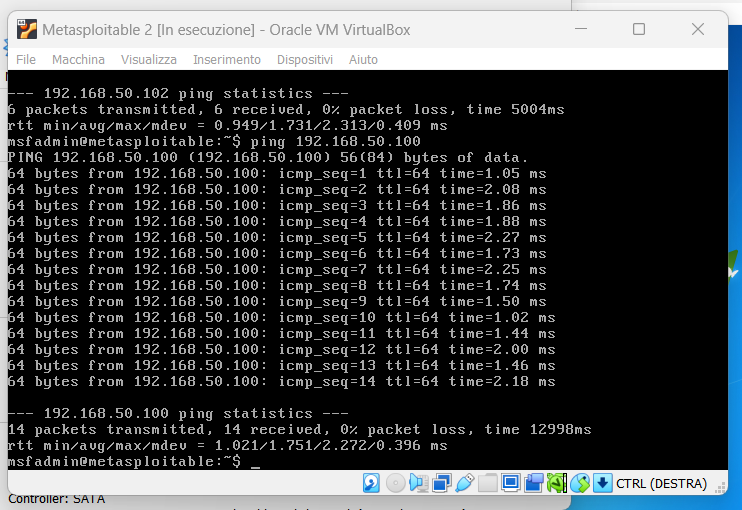 Metasploitable 2 [In esecuzione] - Oracle VM VirtualBox
File Macchina Visualizza Inserimento Dispositivi Aiuto
--- 192.168.50.102 ping statistics ---
6 packets transmitted, 6 received, 0% packet loss, time 5004ms
rtt min/avg/max/mdev = 0.949/1.731/2.313/0.409 ms
msfadmin@metasploitable:~$ ping 192.168.50.100
PING 192.168.50.100 (192.168.50.100) 56(84) bytes of data.
64 bytes from 192.168.50.100: icmp_seq=1 ttl=64 time=1.05 ms
64 bytes from 192.168.50.100: icmp_seq=2 ttl=64 time=2.08 ms
64 bytes from 192.168.50.100: icmp_seq=3 ttl=64 time=1.86 ms
64 bytes from 192.168.50.100: icmp_seq=4 ttl=64 time=1.88 ms
64 bytes from 192.168.50.100: icmp_seq=5 ttl=64 time=2.27 ms
64 bytes from 192.168.50.100: icmp_seq=6 ttl=64 time=1.73 ms
64 bytes from 192.168.50.100: icmp_seq=7 ttl=64 time=2.25 ms
64 bytes from 192.168.50.100: icmp_seq=8 ttl=64 time=1.74 ms
64 bytes from 192.168.50.100: icmp_seq=9 ttl=64 time=1.50 ms
64 bytes from 192.168.50.100: icmp_seq=10 ttl=64 time=1.02 ms
64 bytes from 192.168.50.100: icmp_seq=11 ttl=64 time=1.44 ms
64 bytes from 192.168.50.100: icmp_seq=12 ttl=64 time=2.00 ms
64 bytes from 192.168.50.100: icmp_seq=13 ttl=64 time=1.46 ms
64 bytes from 192.168.50.100: icmp_seq=14 ttl=64 time=2.18 ms
--- 192.168.50.100 ping statistics ---
14 packets transmitted, 14 received, 0% packet loss, time 12998ms
rtt min/avg/max/mdev = 1.021/1.751/2.272/0.396 ms
msfadmin@metasploitable:~$ _
CTRL (DESTRA)
Controller: SATA